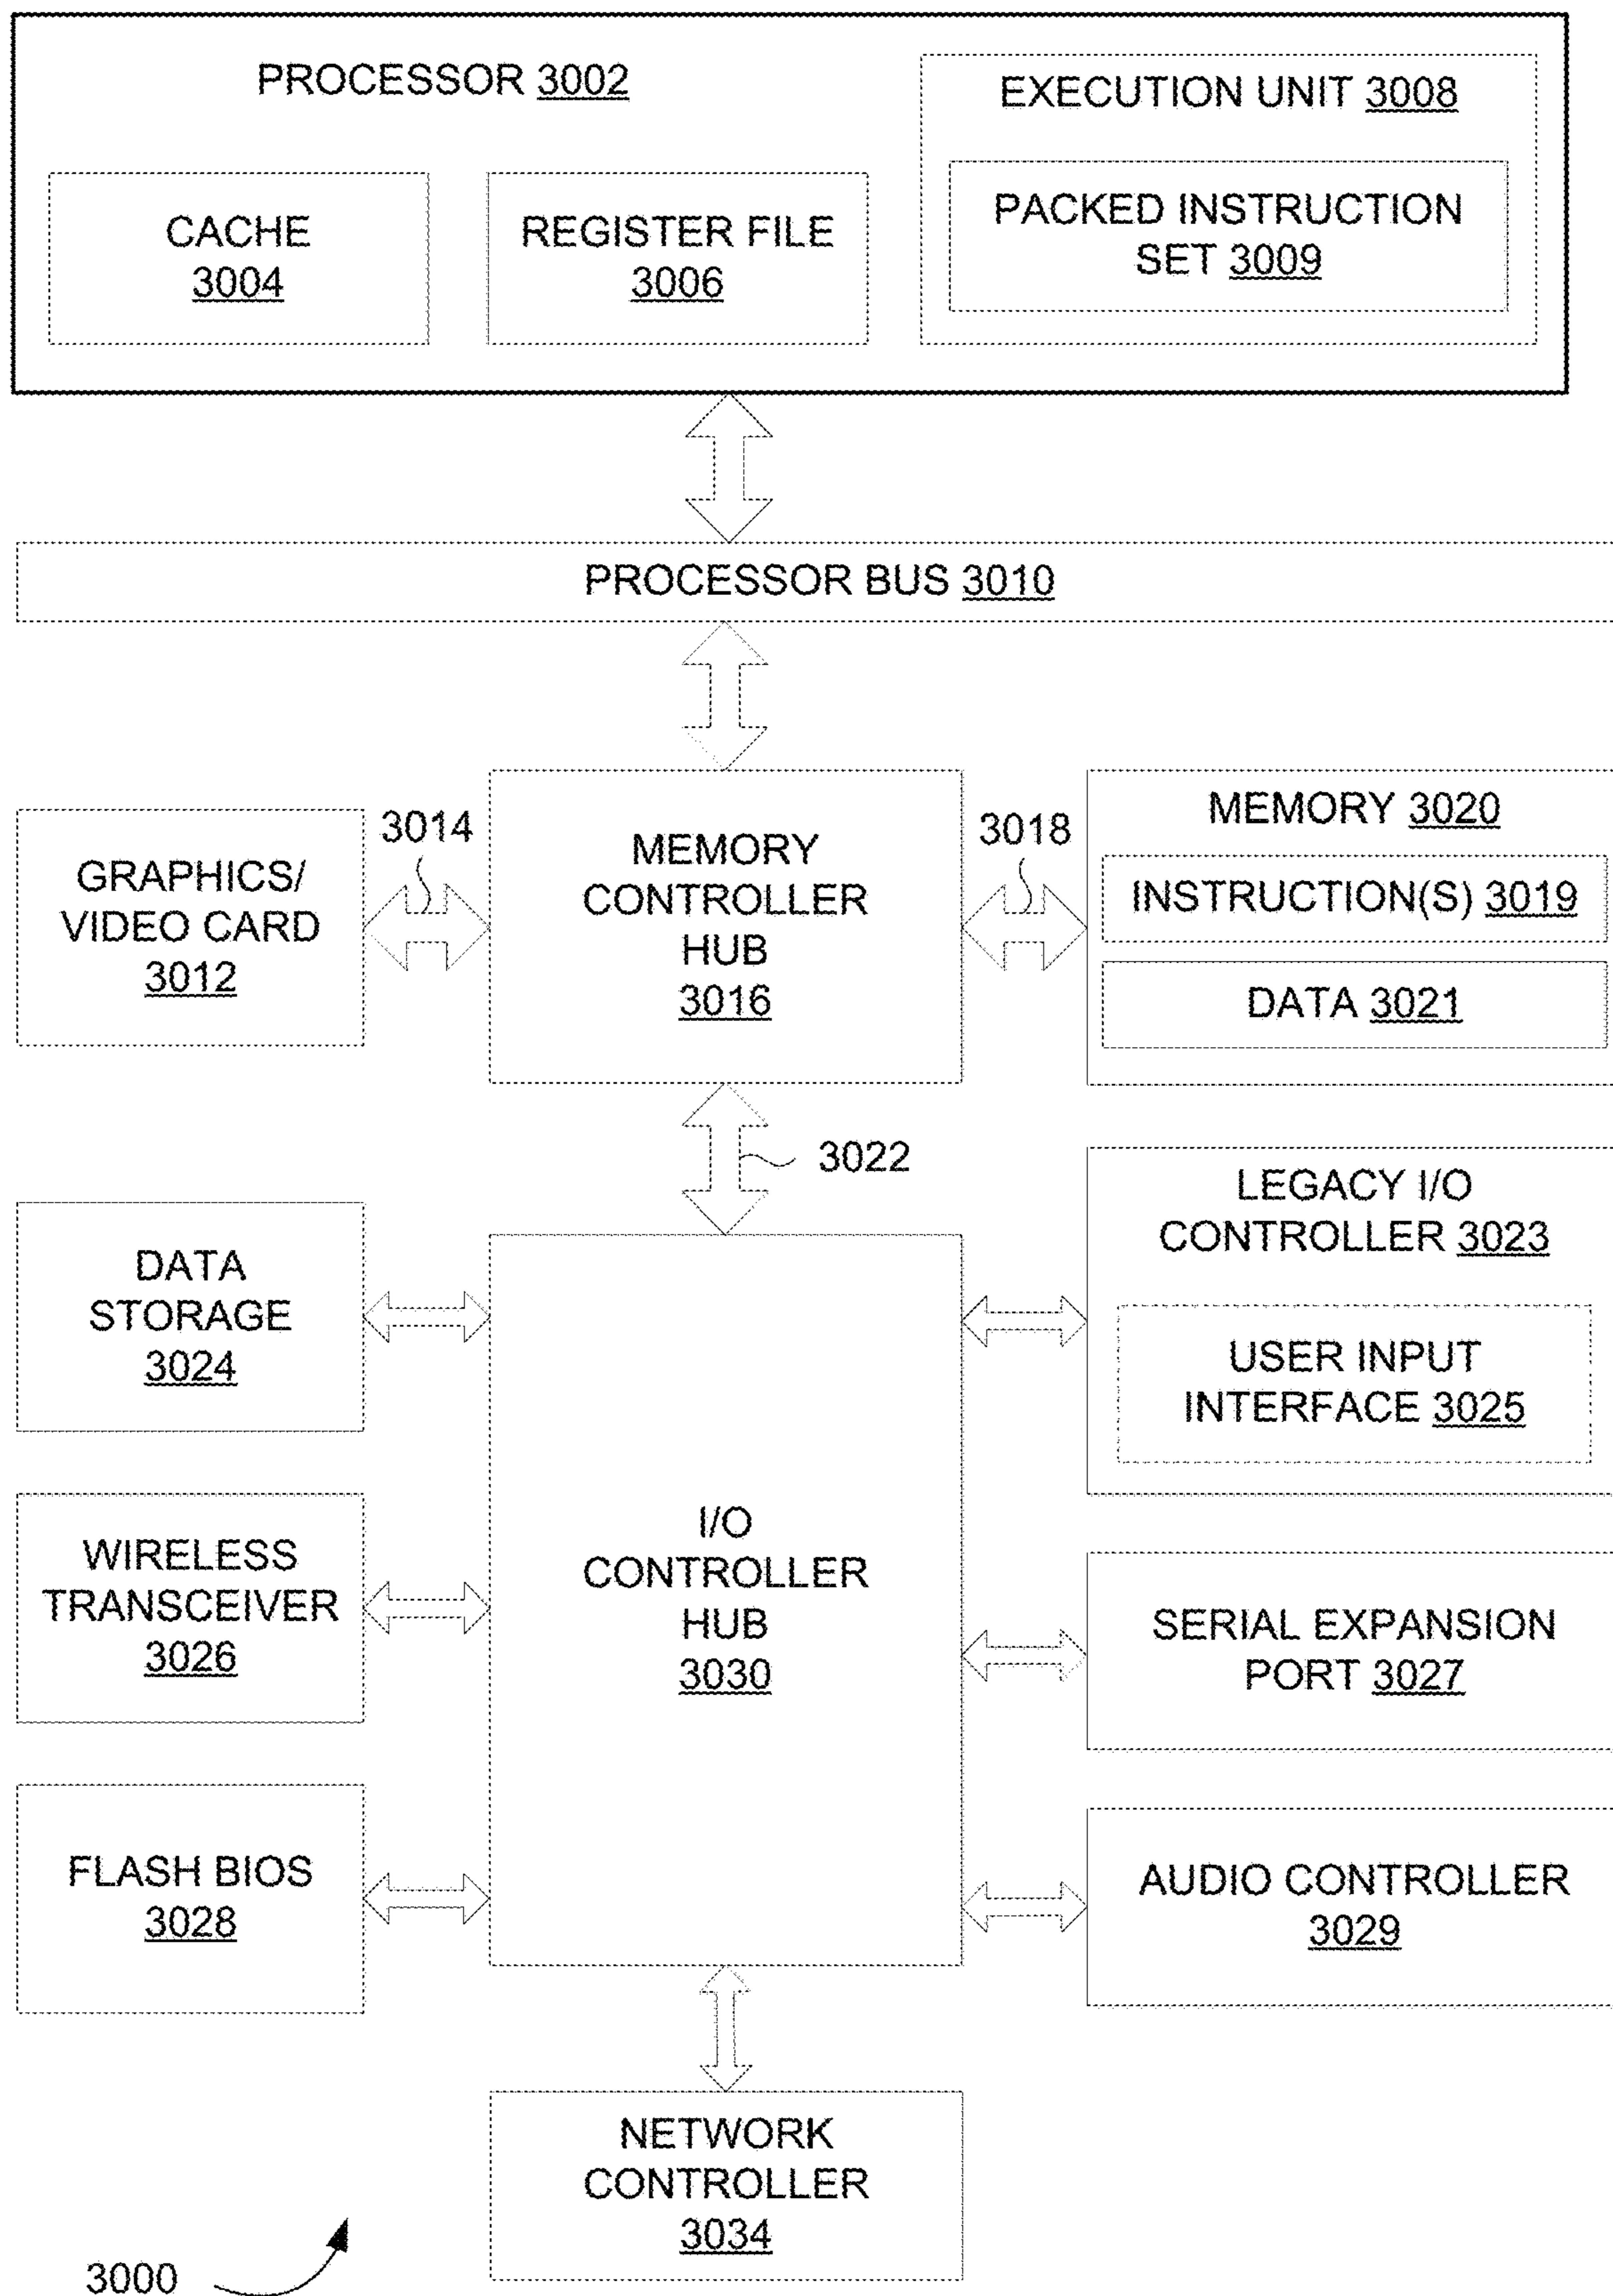 PROCESSOR 3002
EXECUTION UNIT 3008
PACKED INSTRUCTION
SET 3009
CACHE
3004
REGISTER FILE
3006
PROCESSOR BUS 3010
GRAPHICS/
VIDEO CARD
3012
3014
MEMORY
CONTROLLER
HUB
3016
3018
MEMORY 3020
INSTRUCTION(S) 3019
DATA 3021
3022
DATA
STORAGE
3024
LEGACY I/O
CONTROLLER 3023
USER INPUT
INTERFACE 3025
WIRELESS
TRANSCEIVER
3026
I/O
CONTROLLER
HUB
3030
SERIAL EXPANSION
PORT 3027
FLASH BIOS
3028
AUDIO CONTROLLER
3029
NETWORK
CONTROLLER
3034
3000